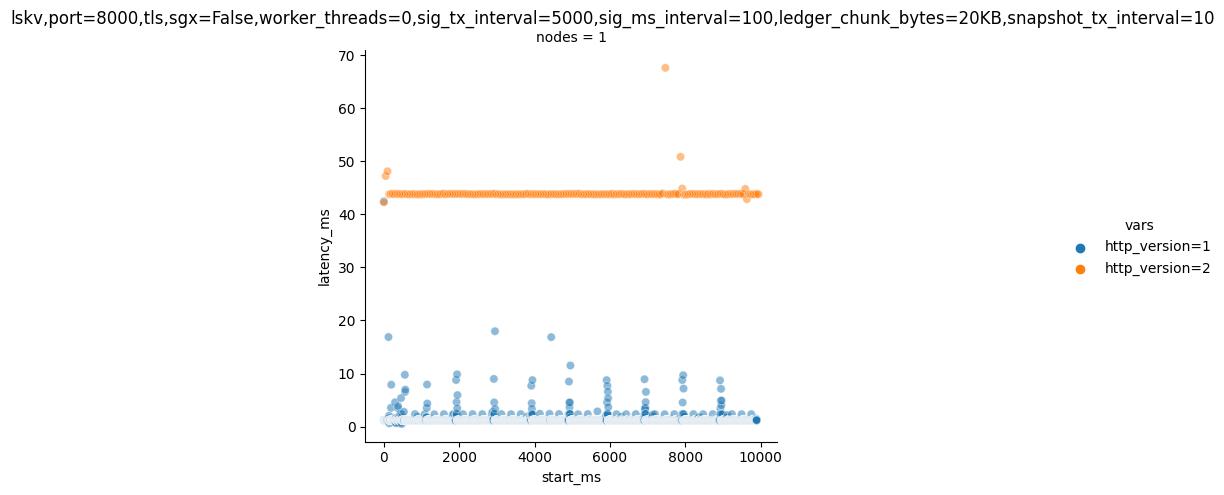 lskv,port=8000,tls,sgx=False,worker_threads=0,sig_tx_interval=5000,sig_ms_interval=100,ledger_chunk_bytes=20KB,snapshot_tx_interval=10
nodes = 1
70
60
50
40
30
20
10
0
latency_ms
0 2000 4000 6000 8000 10000
start_ms
vars
http_version=1
http_version=2